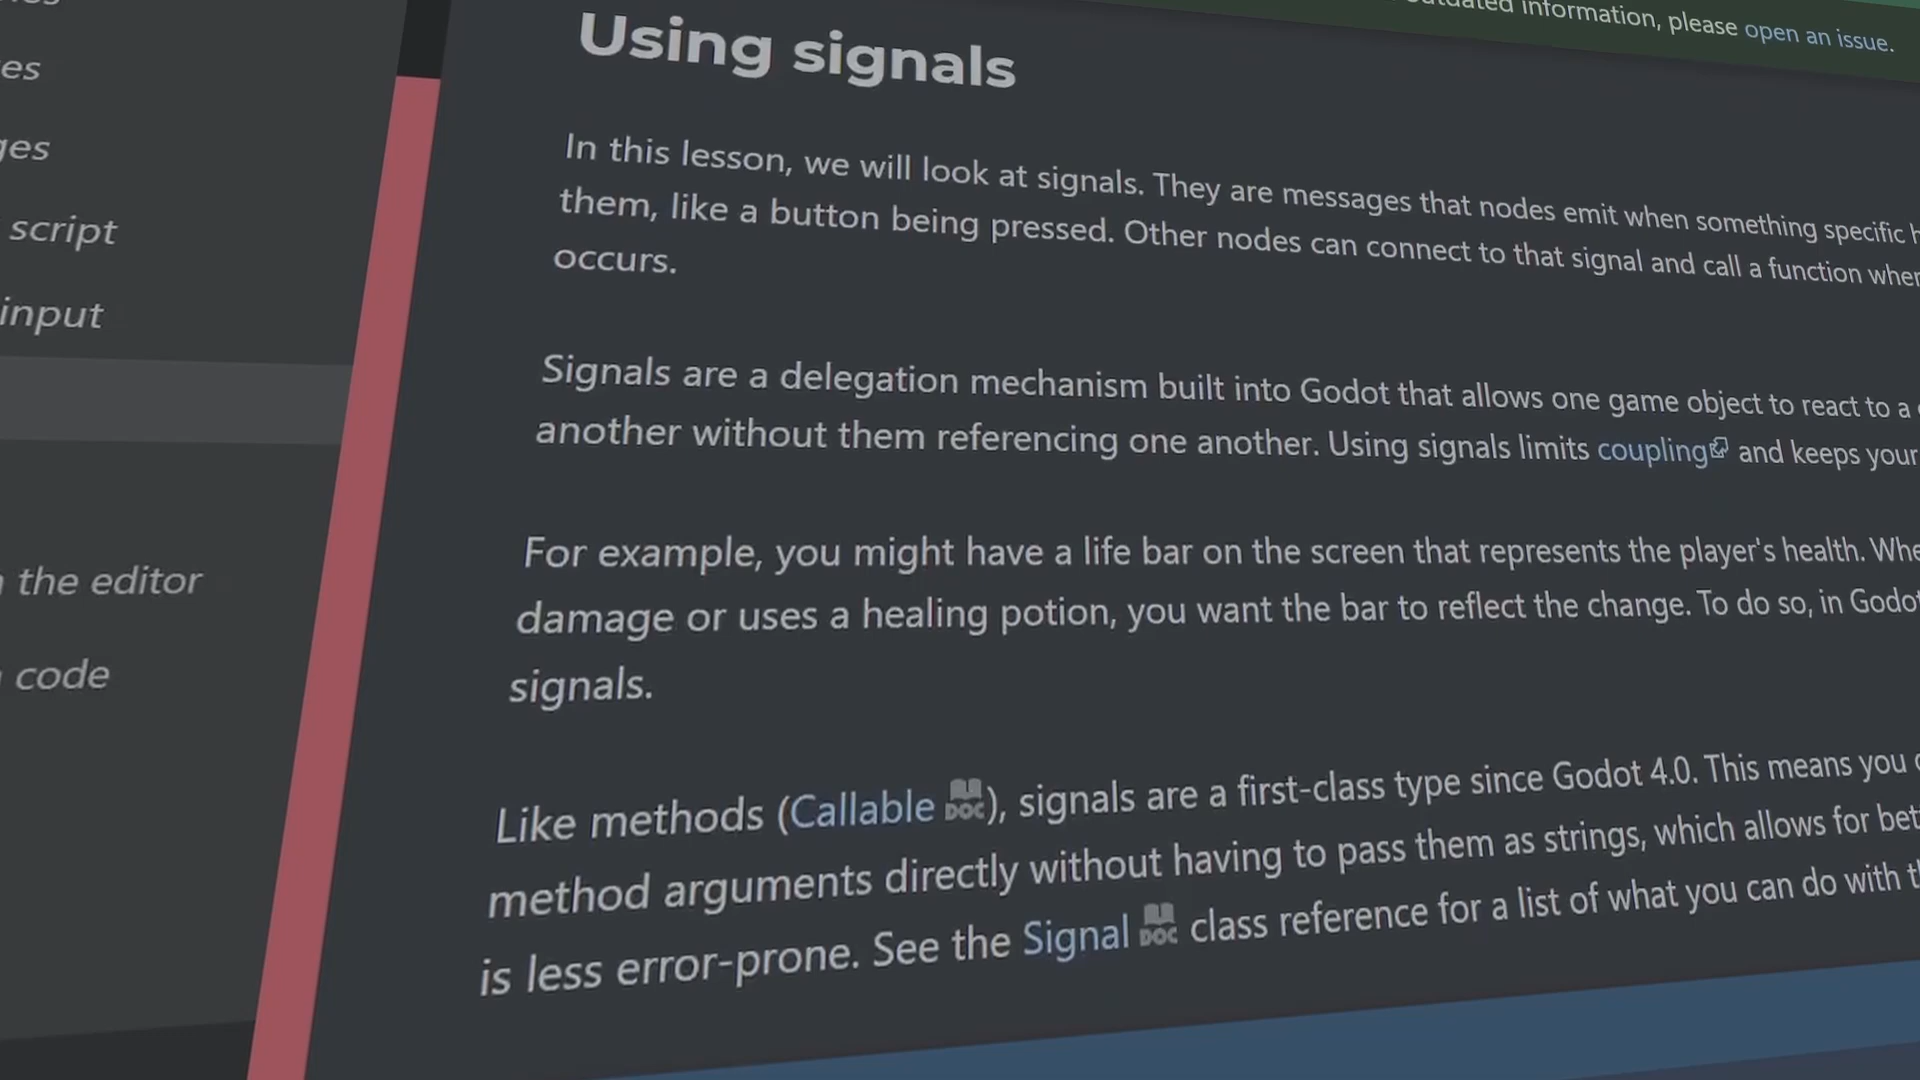 outdated information, please open an issue.
es
ges
script
input
the editor
code
Using signals
In this lesson, we will look at signals. They are messages that nodes emit when something specific
them, like a button being pressed. Other nodes can connect to that signal and call a function when
occurs.
Signals are a delegation mechanism built into Godot that allows one game object to react to a
another without them referencing one another. Using signals limits coupling and keeps your
For example, you might have a life bar on the screen that represents the player's health. Whe
damage or uses a healing potion, you want the bar to reflect the change. To do so, in Godot
signals.
Like methods (Callable DOC), signals are a first-class type since Godot 4.0. This means you
method arguments directly without having to pass them as strings, which allows for bet
is less error-prone. See the Signal DOC class reference for a list of what you can do with